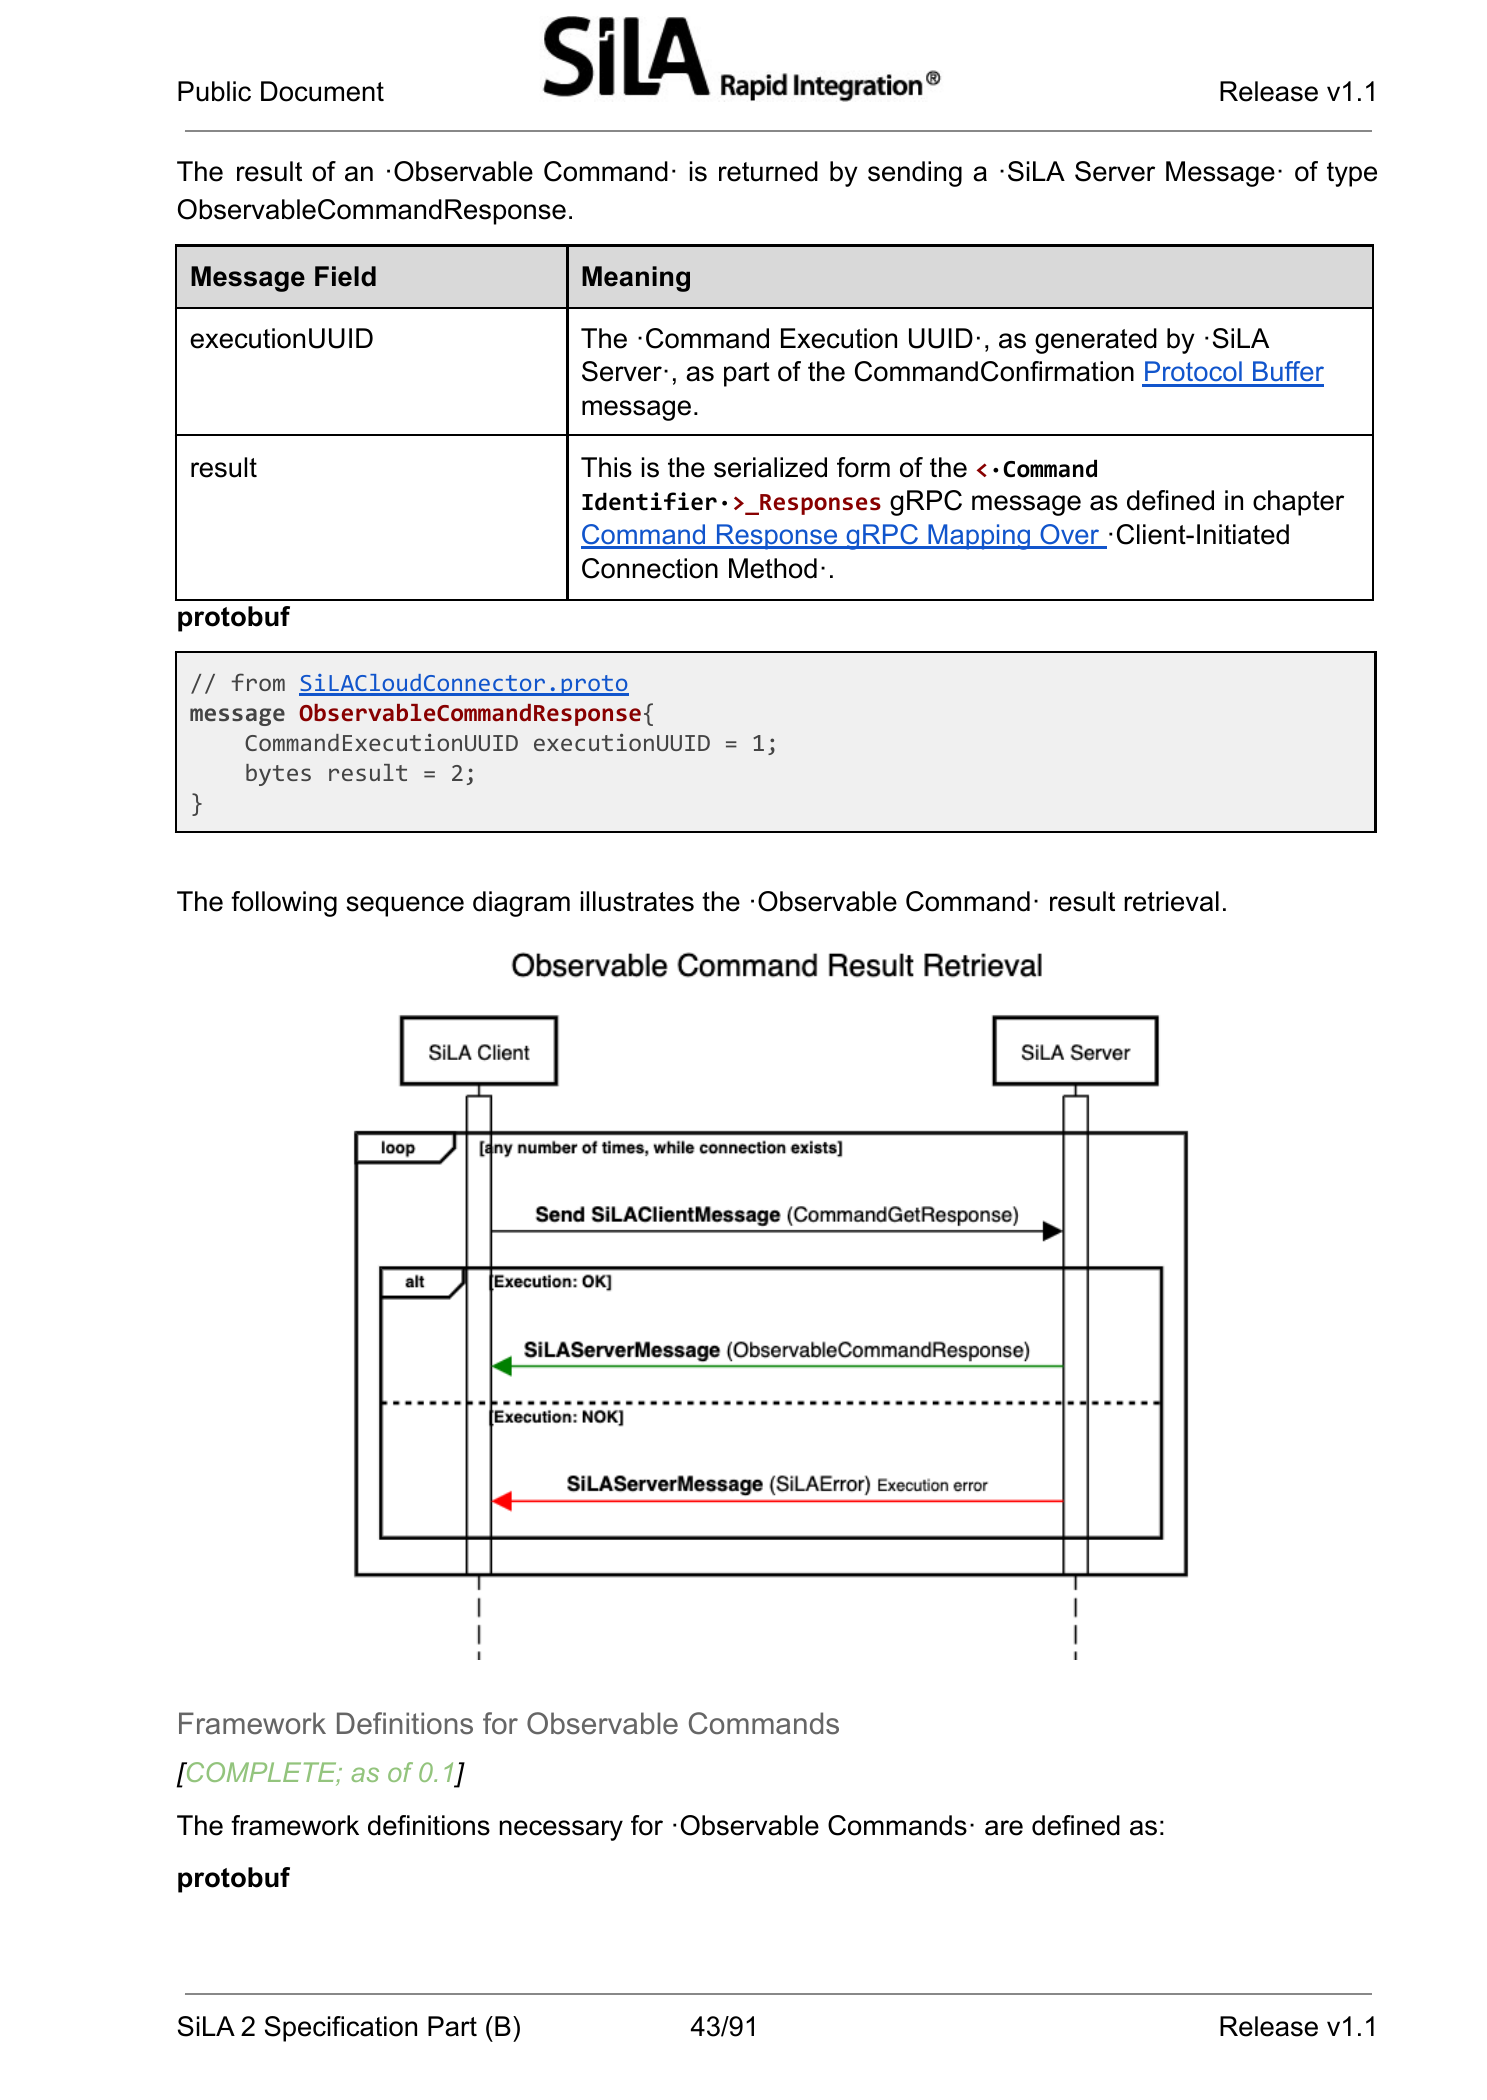 Public Document
SiLA Rapid Integration®
Release v1.1
The result of an ·Observable Command· is returned by sending a ·SiLA Server Message· of type
ObservableCommandResponse.
Message Field
Meaning
executionUUID
The ·Command Execution UUID·, as generated by ·SiLA
Server·, as part of the CommandConfirmation Protocol Buffer
message.
result
This is the serialized form of the <·Command
Identifier·>_Responses gRPC message as defined in chapter
Command Response gRPC Mapping Over ·Client-Initiated
Connection Method·.
protobuf
// from SiLACloudConnector.proto
message ObservableCommandResponse{
    CommandExecutionUUID executionUUID = 1;
    bytes result = 2;
}
The following sequence diagram illustrates the ·Observable Command· result retrieval.
Observable Command Result Retrieval
SiLA Client
SiLA Server
loop
[any number of times, while connection exists]
Send SiLAClientMessage (CommandGetResponse)
alt
[Execution: OK]
SiLAServerMessage (ObservableCommandResponse)
[Execution: NOK]
SiLAServerMessage (SiLAError) Execution error
Framework Definitions for Observable Commands
[COMPLETE; as of 0.1]
The framework definitions necessary for ·Observable Commands· are defined as:
protobuf
SiLA 2 Specification Part (B)
43/91
Release v1.1